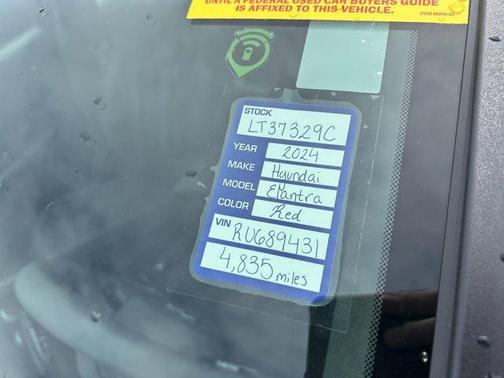 UNTIL A FEDERAL USED CAR BUYERS GUIDE
IS AFFIXED TO THIS VEHICLE.
STOCK
LT37329C
YEAR 2024
MAKE Hyundai
MODEL Elantra
COLOR Red
VIN RU689431
4,835 miles